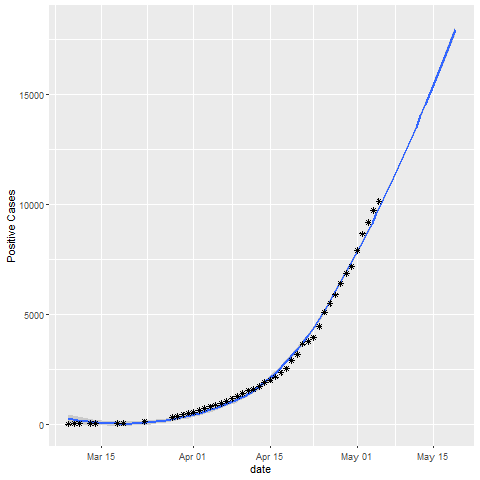 Positive Cases
15000
10000
5000
0
Mar 15
Apr 01
Apr 15
May 01
May 15
date